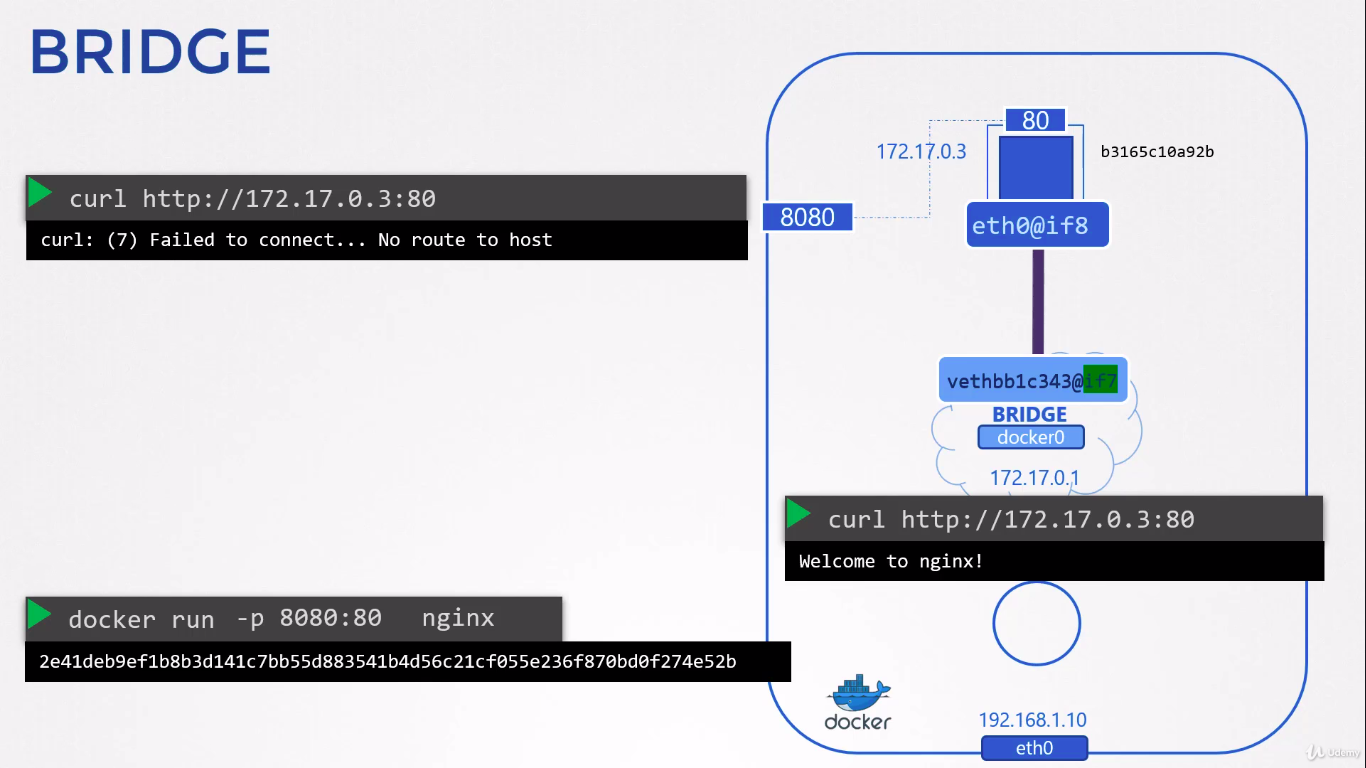 BRIDGE
80
172.17.0.3
b3165c10a92b
curl http://172.17.0.3:80
curl: (7) Failed to connect... No route to host
8080
eth0@if8
vethbb1c343@if7
BRIDGE
docker0
172.17.0.1
curl http://172.17.0.3:80
Welcome to nginx!
docker run -p 8080:80 nginx
2e41deb9ef1b8b3d141c7bb55d883541b4d56c21cf055e236f870bd0f274e52b
docker
192.168.1.10
eth0
Udemy